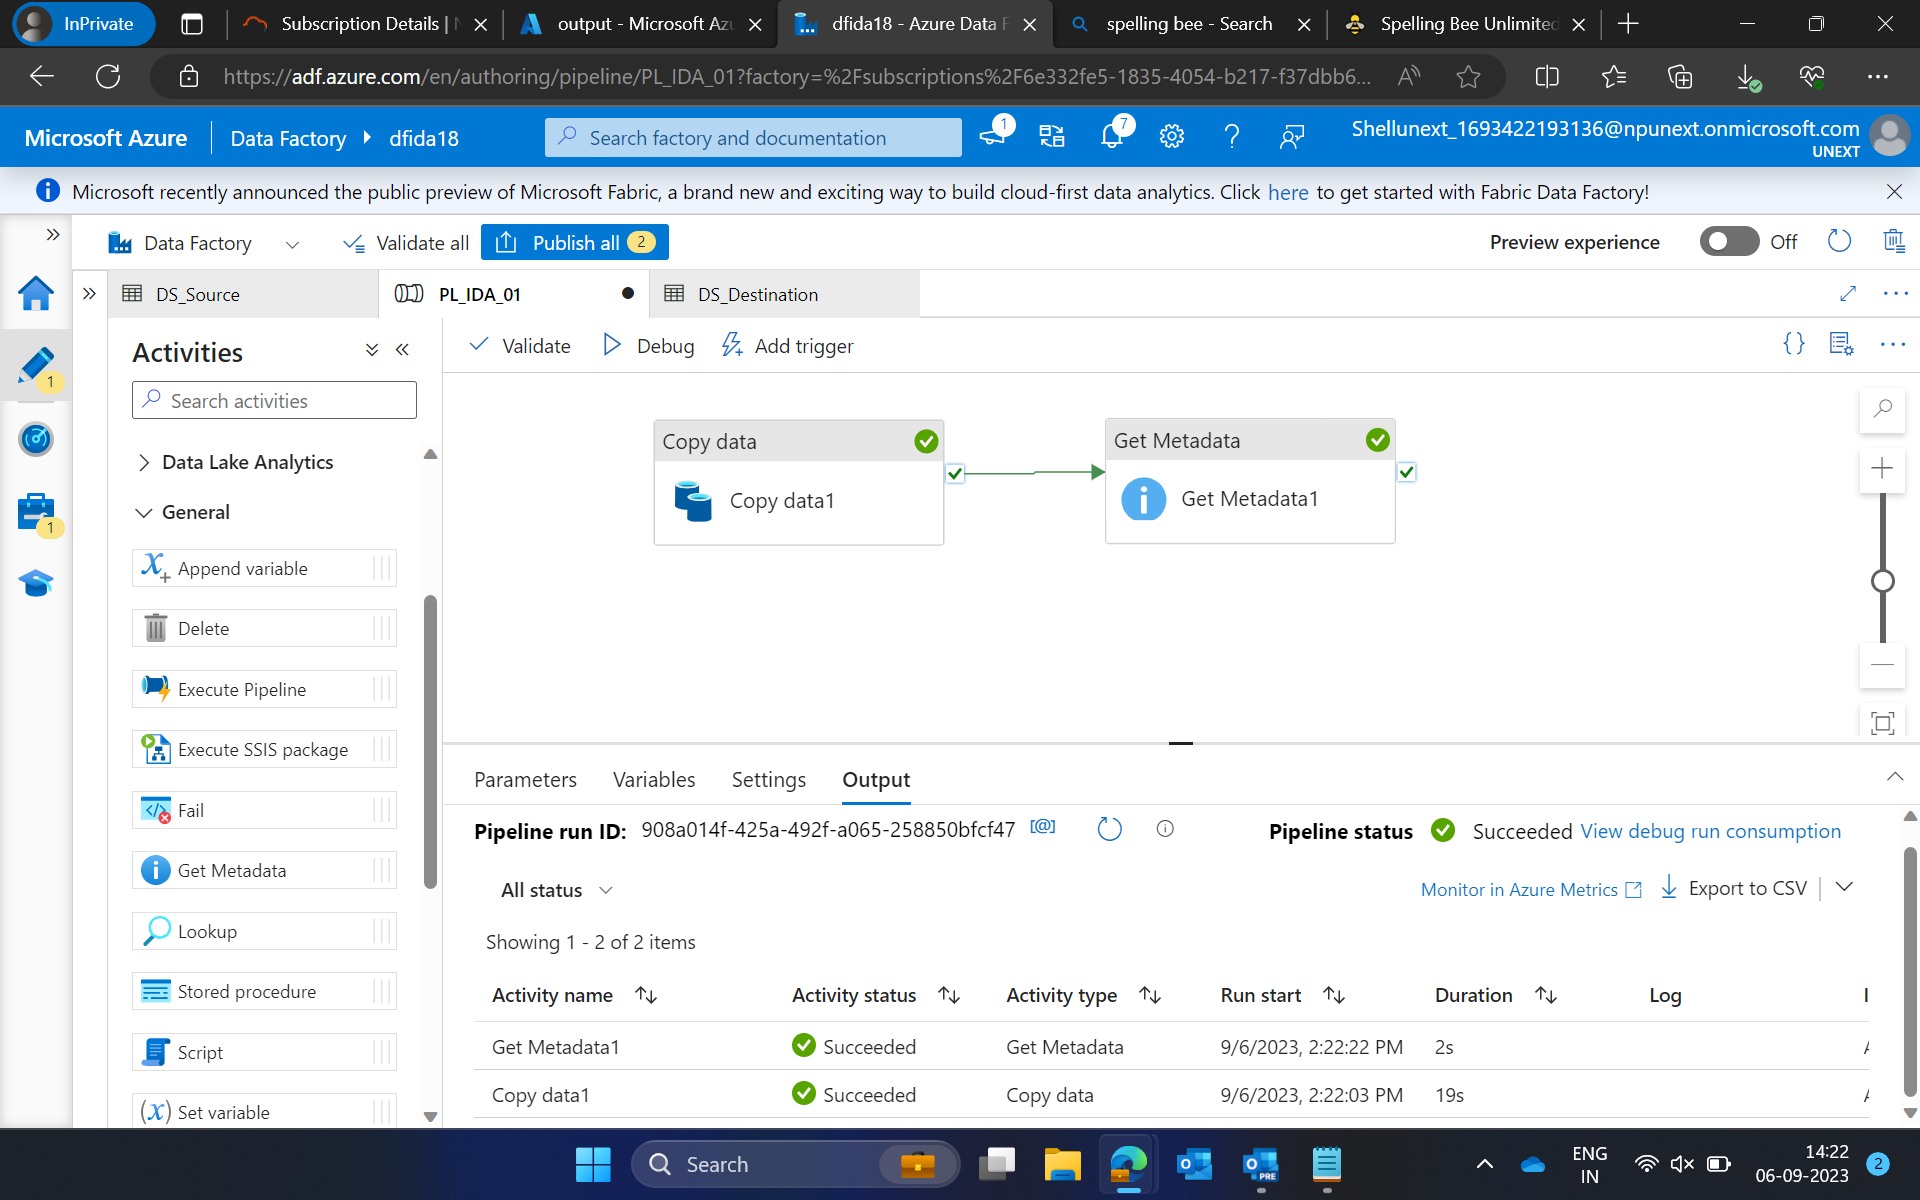 InPrivate
Subscription Details | N
output - Microsoft Azu
dfida18 - Azure Data F
spelling bee - Search
Spelling Bee Unlimited
https://adf.azure.com/en/authoring/pipeline/PL_IDA_01?factory=%2Fsubscriptions%2F6e332fe5-1835-4054-b217-f37dbb6...
Microsoft Azure
Data Factory
dfida18
Search factory and documentation
1
7
Shellunext_1693422193136@npunext.onmicrosoft.com
UNEXT
Microsoft recently announced the public preview of Microsoft Fabric, a brand new and exciting way to build cloud-first data analytics. Click here to get started with Fabric Data Factory!
Data Factory
Validate all
Publish all 2
Preview experience
Off
DS_Source
PL_IDA_01
DS_Destination
1
1
Activities
Search activities
Validate
Debug
Add trigger
Data Lake Analytics
General
Append variable
Delete
Execute Pipeline
Execute SSIS package
Fail
Get Metadata
Lookup
Stored procedure
Script
(x) Set variable
Copy data
Copy data1
Get Metadata
Get Metadata1
Parameters
Variables
Settings
Output
Pipeline run ID: 908a014f-425a-492f-a065-258850bfcf47 [@]
Pipeline status Succeeded View debug run consumption
All status
Monitor in Azure Metrics
Export to CSV
Showing 1 - 2 of 2 items
Activity name Activity status Activity type Run start Duration Log
Get Metadata1 Succeeded Get Metadata 9/6/2023, 2:22:22 PM 2s
Copy data1 Succeeded Copy data 9/6/2023, 2:22:03 PM 19s
Search
PRE
ENG
IN
14:22
06-09-2023
2